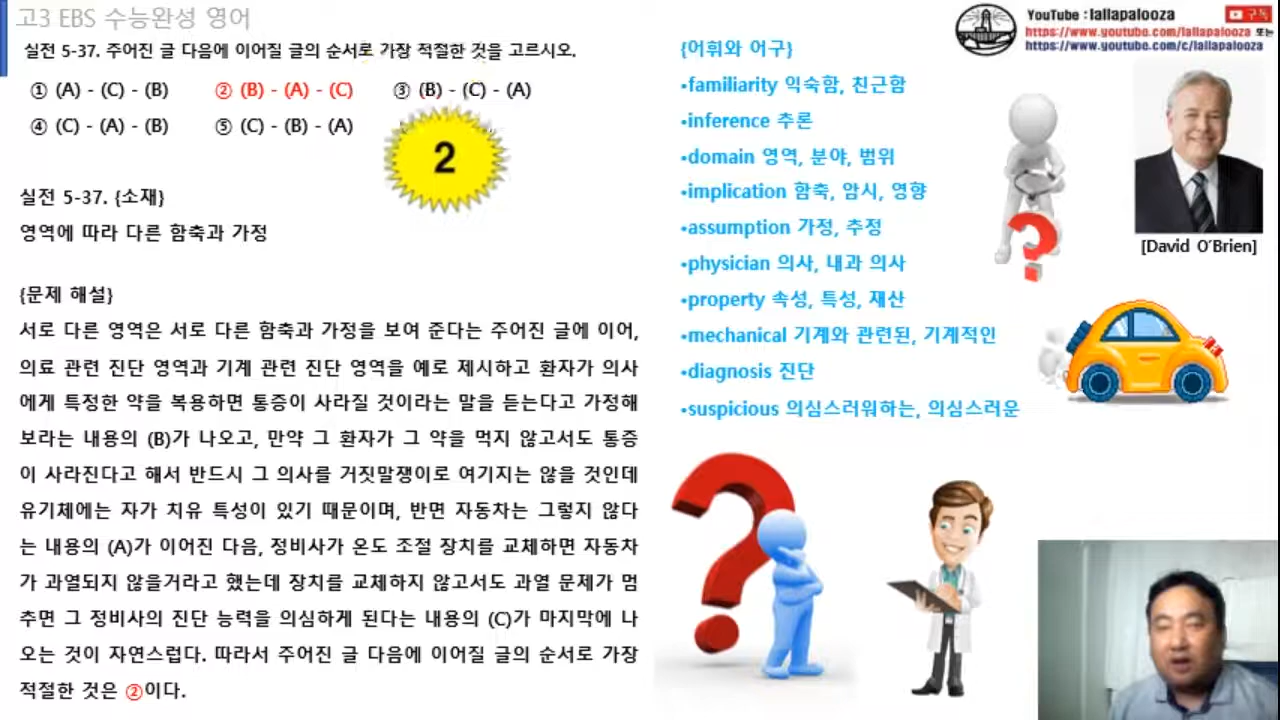 고3 EBS 수능완성 영어
실전 5-37. 주어진 글 다음에 이어질 글의 순서로 가장 적절한 것을 고르시오.
① (A) - (C) - (B) ② (B) - (A) - (C) ③ (B) - (C) - (A)
④ (C) - (A) - (B) ⑤ (C) - (B) - (A)
2
실전 5-37. {소재}
영역에 따라 다른 함축과 가정
{문제 해설}
서로 다른 영역은 서로 다른 함축과 가정을 보여 준다는 주어진 글에 이어,
의료 관련 진단 영역과 기계 관련 진단 영역을 예로 제시하고 환자가 의사
에게 특정한 약을 복용하면 통증이 사라질 것이라는 말을 듣는다고 가정해
보라는 내용의 (B)가 나오고, 만약 그 환자가 그 약을 먹지 않고서도 통증
이 사라진다고 해서 반드시 그 의사를 거짓말쟁이로 여기지는 않을 것인데
유기체에는 자가 치유 특성이 있기 때문이며, 반면 자동차는 그렇지 않다
는 내용의 (A)가 이어진 다음, 정비사가 온도 조절 장치를 교체하면 자동차
가 과열되지 않을거라고 했는데 장치를 교체하지 않고서도 과열 문제가 멈
추면 그 정비사의 진단 능력을 의심하게 된다는 내용의 (C)가 마지막에 나
오는 것이 자연스럽다. 따라서 주어진 글 다음에 이어질 글의 순서로 가장
적절한 것은 ②이다.
{어휘와 어구}
•familiarity 익숙함, 친근함
•inference 추론
•domain 영역, 분야, 범위
•implication 함축, 암시, 영향
•assumption 가정, 추정
•physician 의사, 내과 의사
•property 속성, 특성, 재산
•mechanical 기계와 관련된, 기계적인
•diagnosis 진단
•suspicious 의심스러워하는, 의심스러운
YouTube : lallapalooza 구독
https://www.youtube.com/lallapalooza 또는
https://www.youtube.com/c/lallapalooza
[David O'Brien]